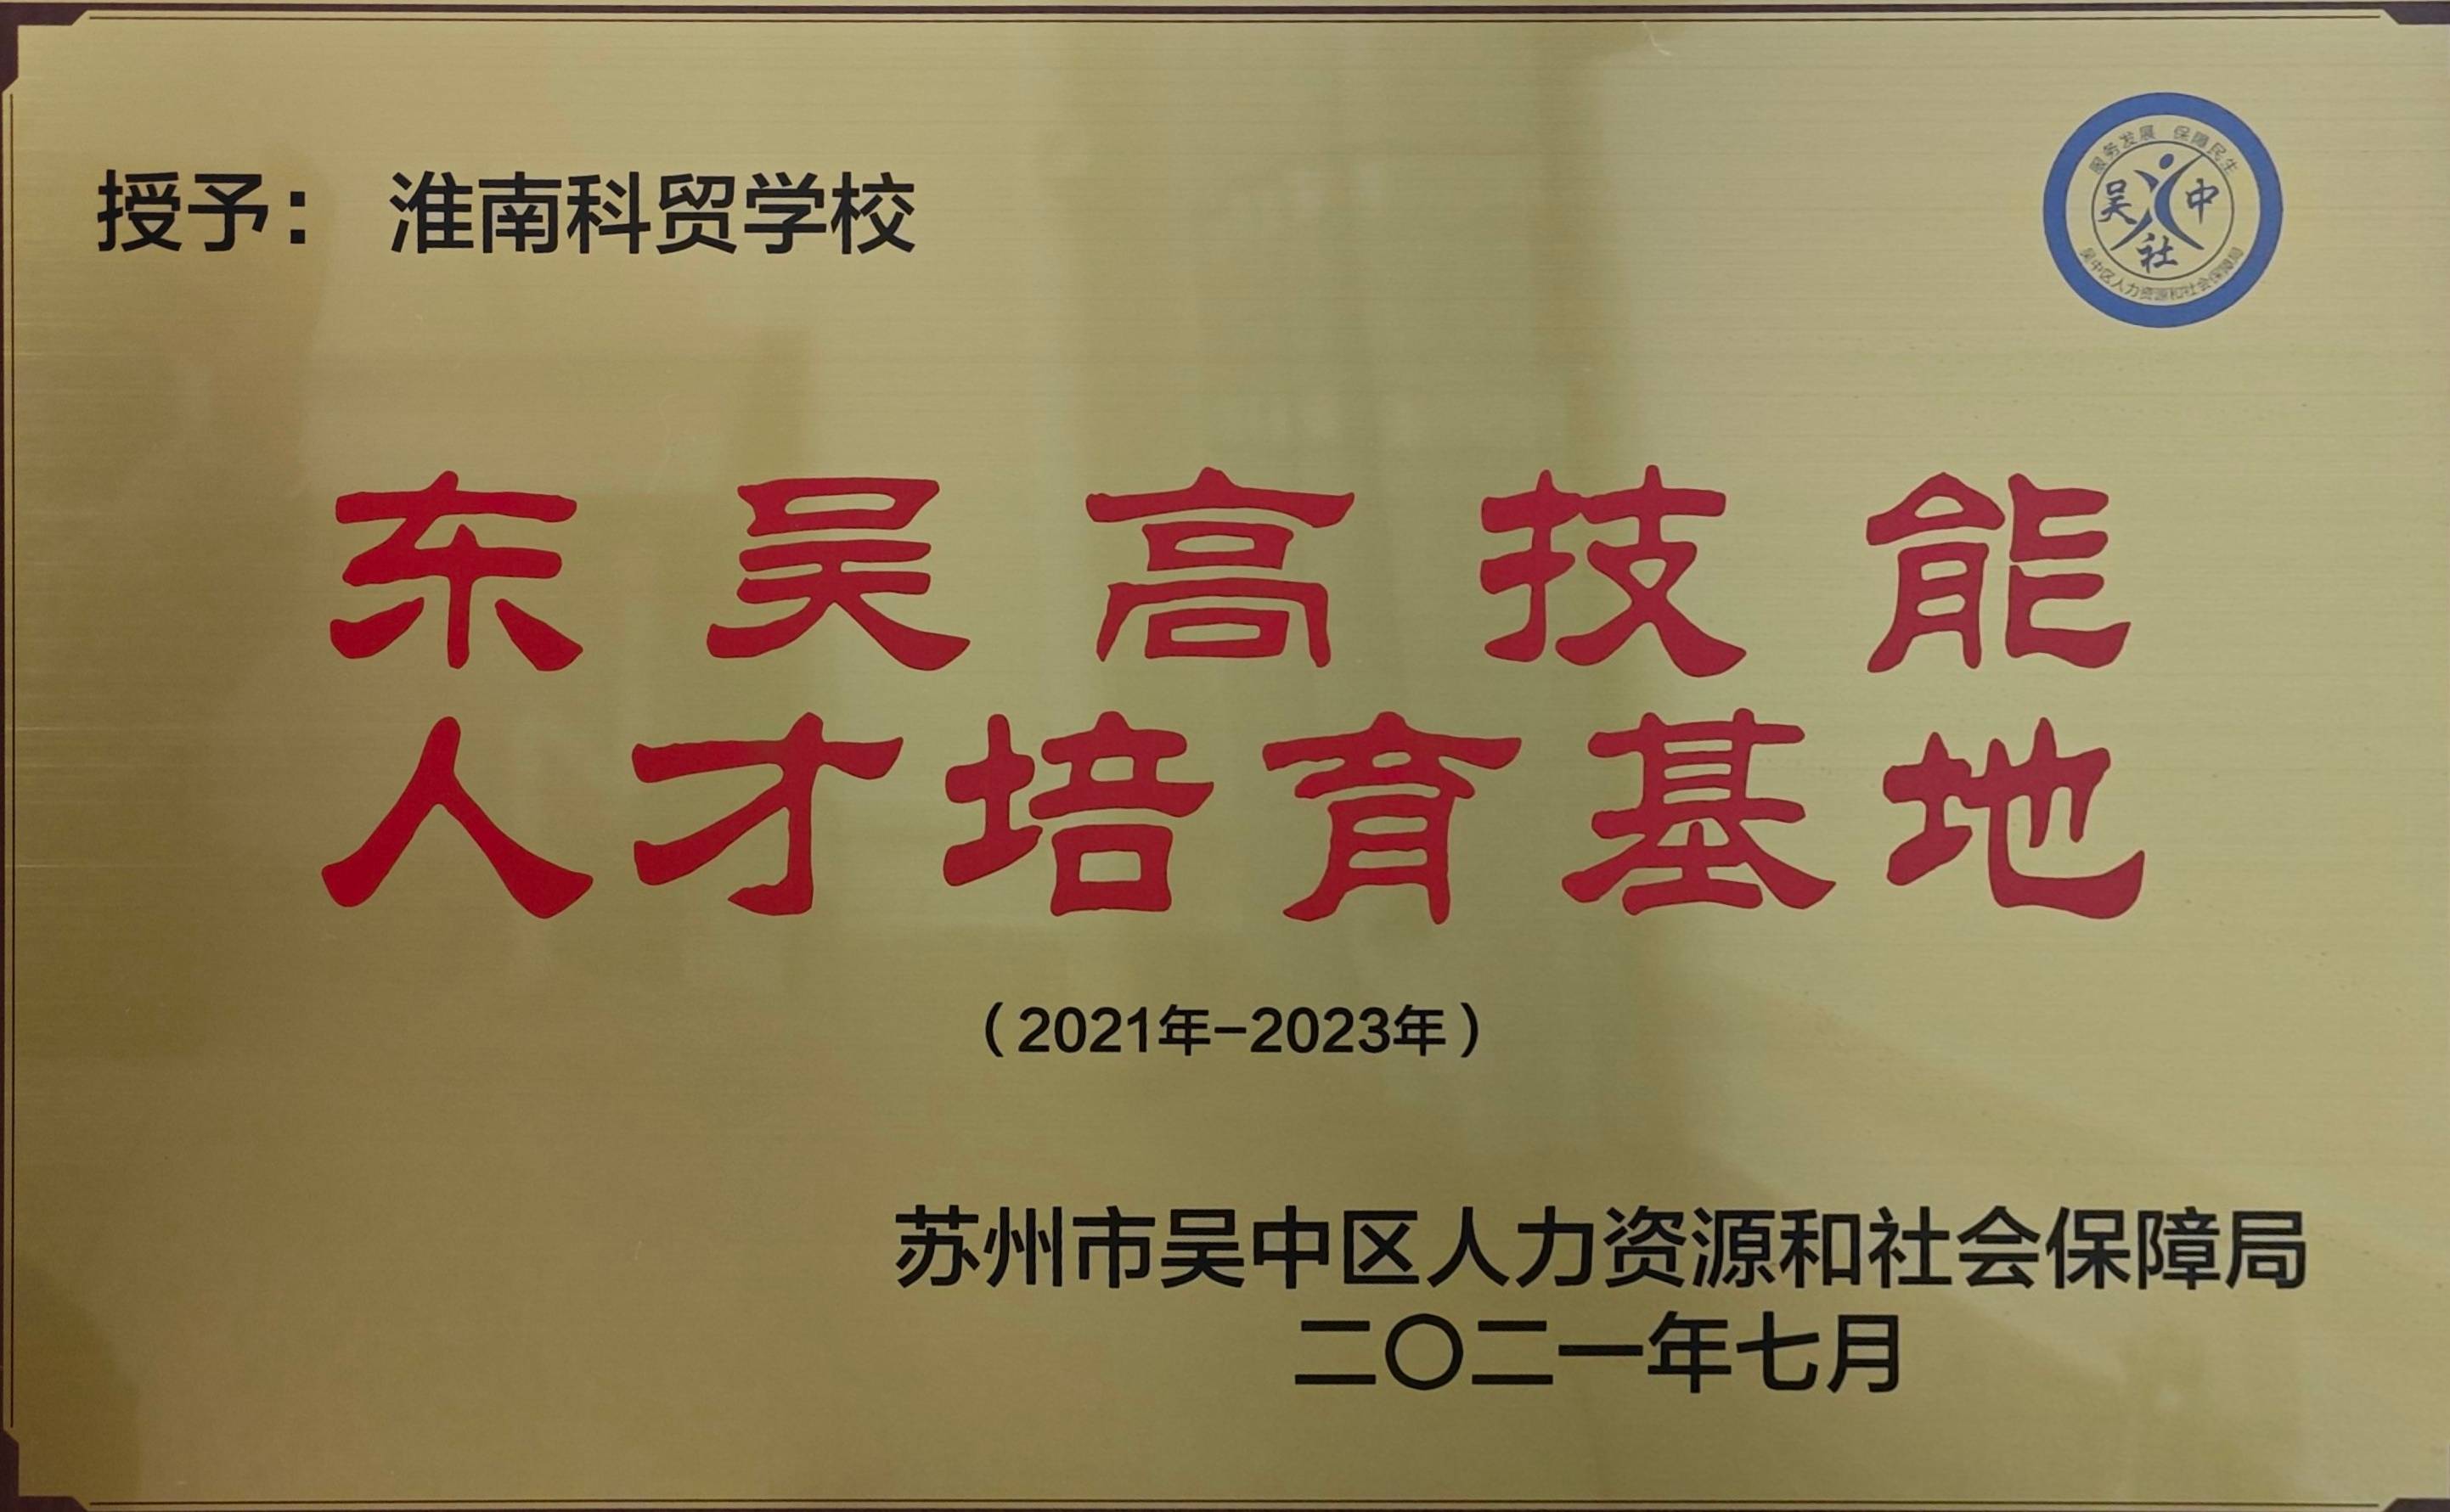 授予： 淮南科贸学校
服务发展 保障民生
吴中
社
吴中区人力资源和社会保障局
东吴高技能
人才培育基地
（2021年-2023年）
苏州市吴中区人力资源和社会保障局
二〇二一年七月